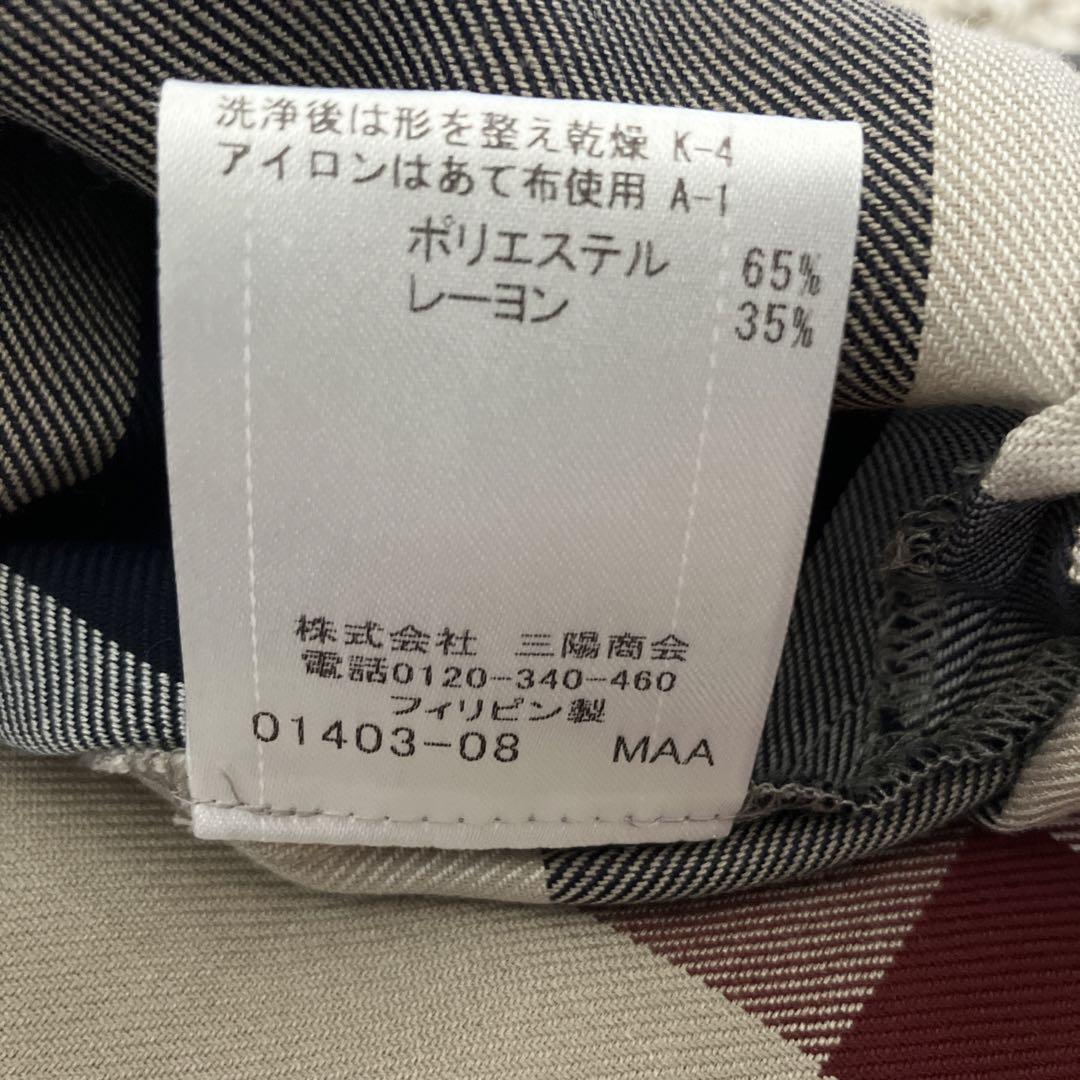 洗浄後は形を整え乾燥 K-4
アイロンはあて布使用 A-1
ポリエステル 65%
レーヨン 35%
株式会社 三陽商会
電話0120-340-460
フィリピン製
01403-08 MAA